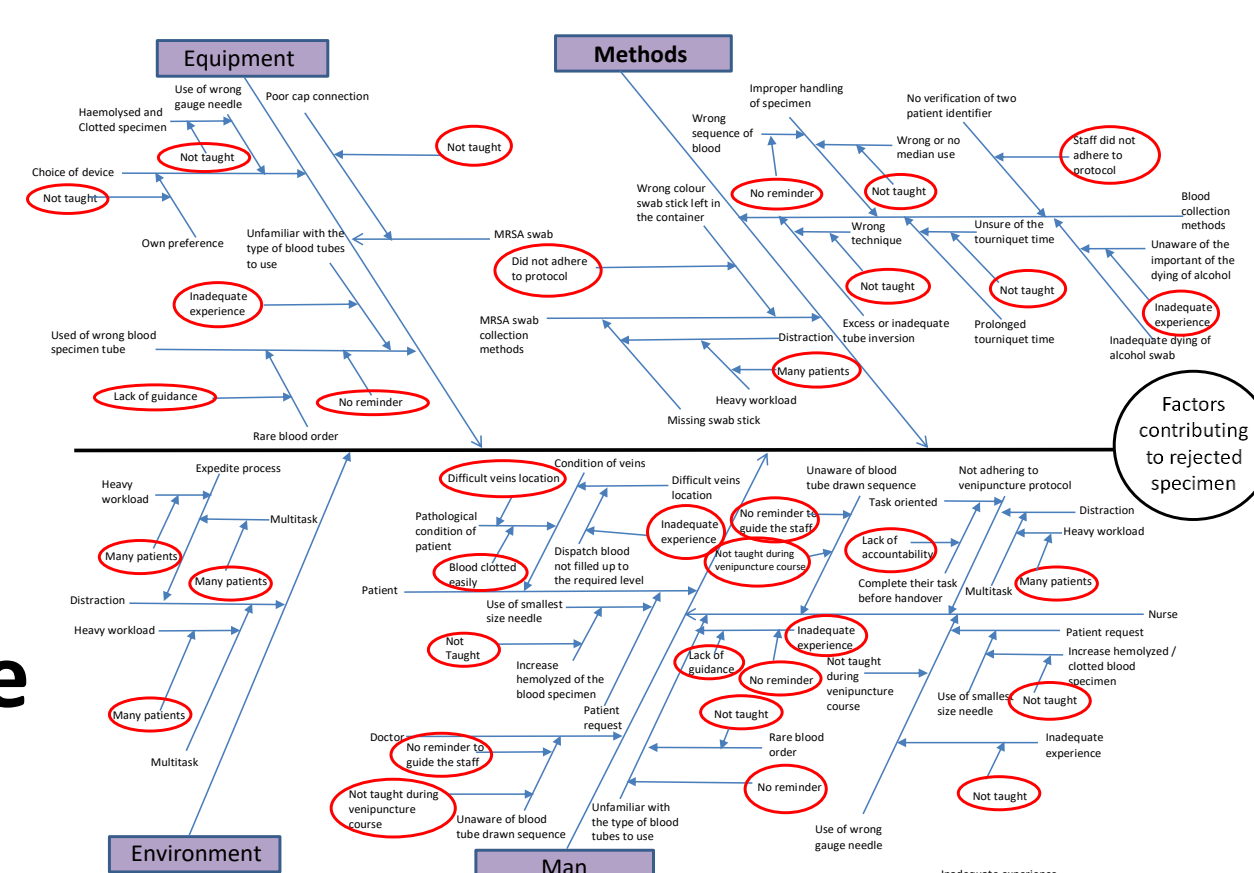 Equipment
Methods
Use of wrong
gauge needle
Poor cap connection
Haemolysed and
Clotted specimen
Not taught
Not taught
Choice of device
Not taught
Own preference
Unfamiliar with the
type of blood tubes
to use
MRSA swab
Inadequate
experience
Used of wrong blood
specimen tube
Lack of guidance
No reminder
Rare blood order
Improper handling
of specimen
No verification of two
patient identifier
Wrong
sequence of
blood
Wrong or no
median use
Staff did not
adhere to
protocol
No reminder
Not taught
Wrong colour
swab stick left in
the container
Blood
collection
methods
Wrong
technique
Unsure of the
tourniquet time
Unaware of the
important of the
dying of alcohol
Did not adhere
to protocol
Not taught
Not taught
Inadequate
experience
MRSA swab
collection
methods
Distraction
Excess or inadequate
tube inversion
Prolonged
tourniquet time
Inadequate dying of
alcohol swab
Many patients
Heavy workload
Missing swab stick
Factors
contributing
to rejected
specimen
Expedite process
Heavy
workload
Multitask
Many patients
Many patients
Distraction
Heavy workload
Many patients
Multitask
Environment
e
Condition of veins
Difficult veins location
Difficult veins
location
Pathological
condition of
patient
Inadequate
experience
Blood clotted
easily
Dispatch blood
not filled up to
the required level
Patient
Use of smallest
size needle
Not
Taught
Increase
hemolyzed of the
blood specimen
Patient
request
Doctor
No reminder to
guide the staff
Not taught during
venipuncture
course
Unaware of blood
tube drawn sequence
Unfamiliar with
the type of blood
tubes to use
Man
Unaware of blood
tube drawn sequence
No reminder to
guide the staff
Not taught during
venipuncture course
Not adhering to
venipuncture protocol
Task oriented
Distraction
Heavy workload
Lack of
accountability
Many patients
Complete their task
before handover
Multitask
Nurse
Inadequate
experience
Lack of
guidance
No reminder
Not taught
during
venipuncture
course
Patient request
Increase hemolyzed /
clotted blood
specimen
Use of smallest
size needle
Not taught
Not taught
Rare blood
order
No reminder
Inadequate
experience
Not taught
Use of wrong
gauge needle
Inadequate experience